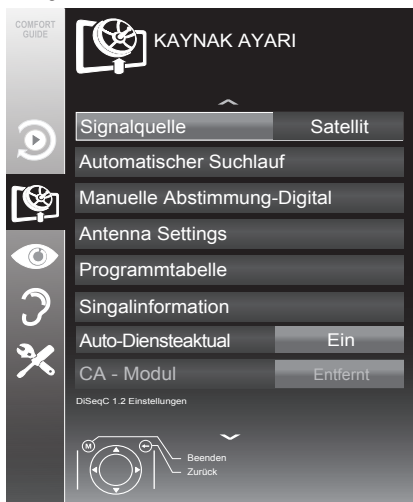 COMFORT
GUIDE
KAYNAK AYARI
Signalquelle Satellit
Automatischer Suchlauf
Manuelle Abstimmung-Digital
Antenna Settings
Programmtabelle
Singalinformation
Auto-Diensteaktual Ein
CA - Modul Entfernt
DiSeqC 1.2 Einstellungen
M
Beenden
Zurück